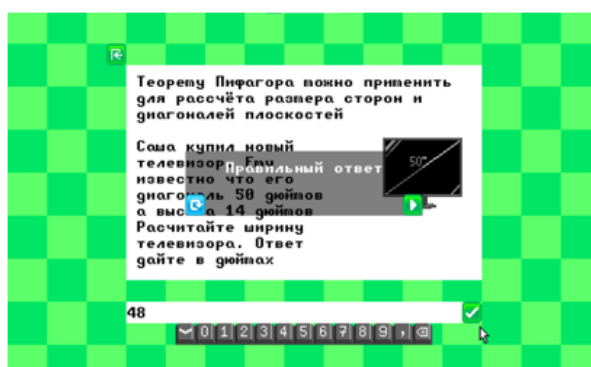 Теорему Пифагора можно применить
для рассчёта размера сторон и
диагоналей плоскостей
Саша купил новый
телевизор. Ему
Правильный ответ
50"
известно что его
диагональ 50 дюймов
а высота 14 дюймов
Расчитайте ширину
телевизора. Ответ
дайте в дюймах
48
0 1 2 3 4 5 6 7 8 9 ,